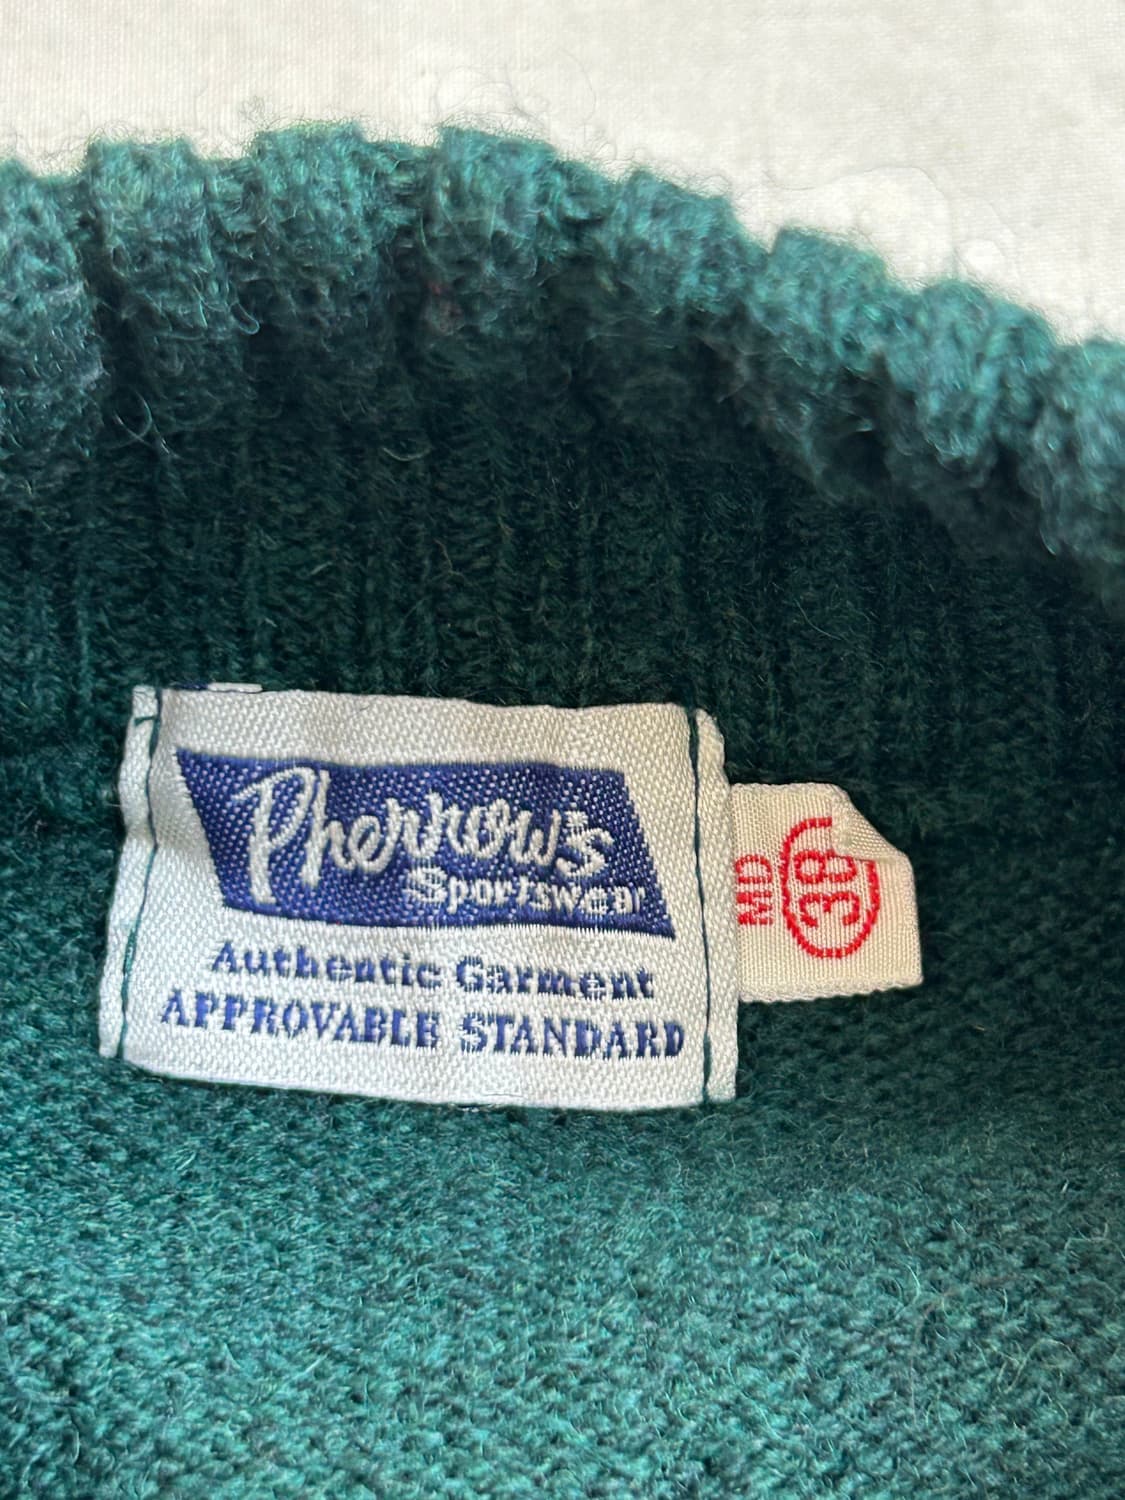 Pherrow's
Sportswear
Authentic Garment
APPROVABLE STANDARD
MD
38